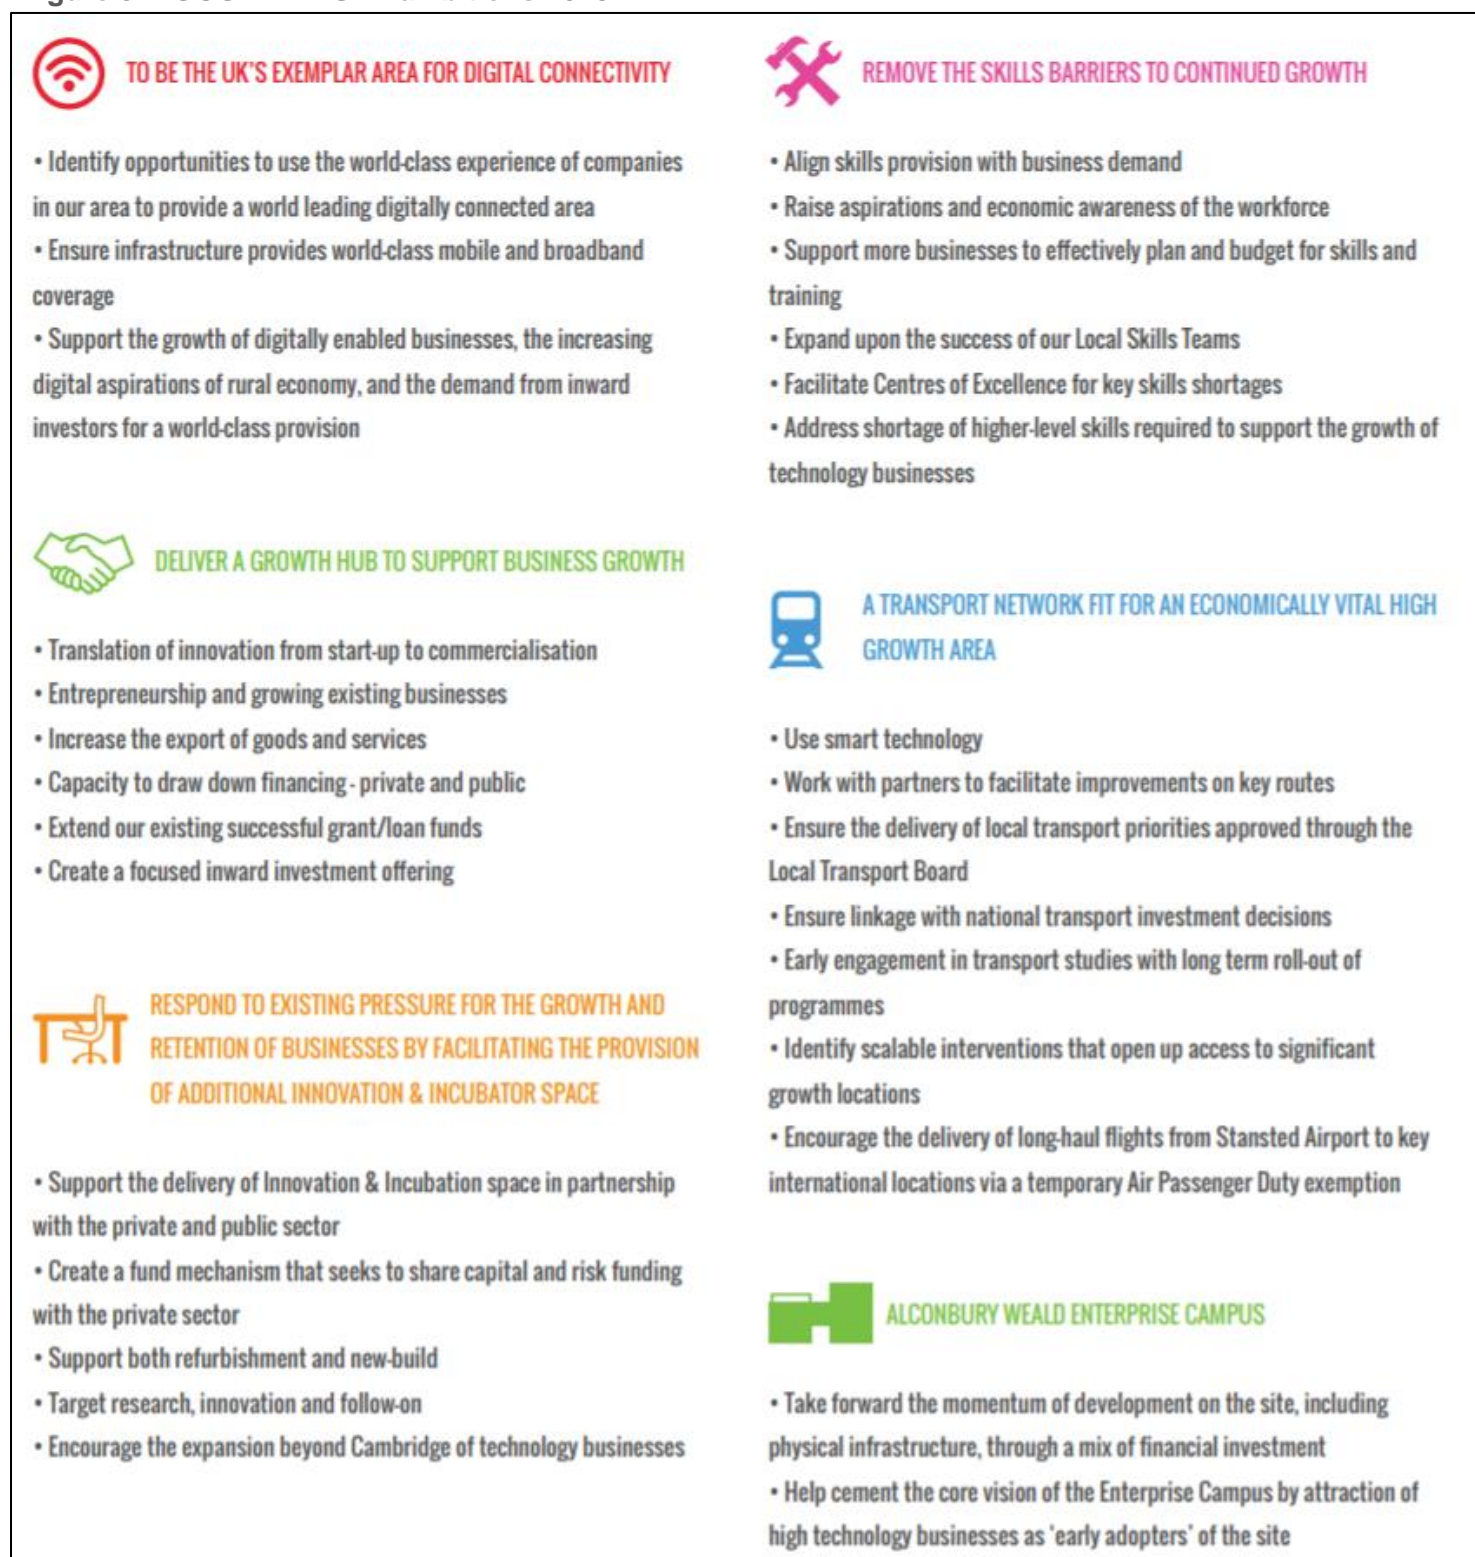 TO BE THE UK'S EXEMPLAR AREA FOR DIGITAL CONNECTIVITY
• Identify opportunities to use the world-class experience of companies
in our area to provide a world leading digitally connected area
• Ensure infrastructure provides world-class mobile and broadband
coverage
• Support the growth of digitally enabled businesses, the increasing
digital aspirations of rural economy, and the demand from inward
investors for a world-class provision
DELIVER A GROWTH HUB TO SUPPORT BUSINESS GROWTH
• Translation of innovation from start-up to commercialisation
• Entrepreneurship and growing existing businesses
• Increase the export of goods and services
• Capacity to draw down financing - private and public
• Extend our existing successful grant/loan funds
• Create a focused inward investment offering
RESPOND TO EXISTING PRESSURE FOR THE GROWTH AND
RETENTION OF BUSINESSES BY FACILITATING THE PROVISION
OF ADDITIONAL INNOVATION & INCUBATOR SPACE
• Support the delivery of Innovation & Incubation space in partnership
with the private and public sector
• Create a fund mechanism that seeks to share capital and risk funding
with the private sector
• Support both refurbishment and new-build
• Target research, innovation and follow-on
• Encourage the expansion beyond Cambridge of technology businesses
REMOVE THE SKILLS BARRIERS TO CONTINUED GROWTH
• Align skills provision with business demand
• Raise aspirations and economic awareness of the workforce
• Support more businesses to effectively plan and budget for skills and
training
• Expand upon the success of our Local Skills Teams
• Facilitate Centres of Excellence for key skills shortages
• Address shortage of higher-level skills required to support the growth of
technology businesses
A TRANSPORT NETWORK FIT FOR AN ECONOMICALLY VITAL HIGH
GROWTH AREA
• Use smart technology
• Work with partners to facilitate improvements on key routes
• Ensure the delivery of local transport priorities approved through the
Local Transport Board
• Ensure linkage with national transport investment decisions
• Early engagement in transport studies with long term roll-out of
programmes
• Identify scalable interventions that open up access to significant
growth locations
• Encourage the delivery of long-haul flights from Stansted Airport to key
international locations via a temporary Air Passenger Duty exemption
ALCONBURY WEALD ENTERPRISE CAMPUS
• Take forward the momentum of development on the site, including
physical infrastructure, through a mix of financial investment
• Help cement the core vision of the Enterprise Campus by attraction of
high technology businesses as 'early adopters' of the site